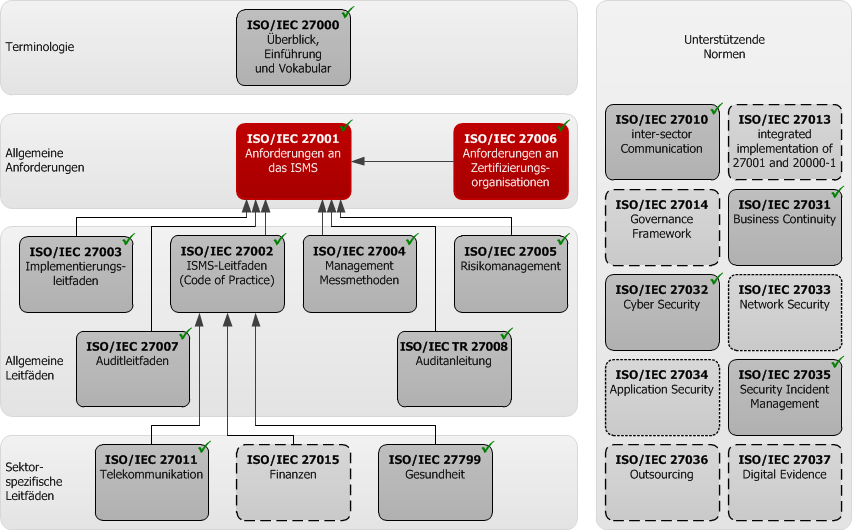 Terminologie
ISO/IEC 27000
Überblick,
Einführung
und Vokabular
Allgemeine
Anforderungen
ISO/IEC 27001
Anforderungen an
das ISMS
ISO/IEC 27006
Anforderungen an
Zertifizierungs-
organisationen
Allgemeine
Leitfäden
ISO/IEC 27003
Implementierungs-
leitfaden
ISO/IEC 27002
ISMS-Leitfaden
(Code of Practice)
ISO/IEC 27004
Management
Messmethoden
ISO/IEC 27005
Risikomanagement
ISO/IEC 27007
Auditleitfaden
ISO/IEC TR 27008
Auditanleitung
Sektor-
spezifische
Leitfäden
ISO/IEC 27011
Telekommunikation
ISO/IEC 27015
Finanzen
ISO/IEC 27799
Gesundheit
Unterstützende
Normen
ISO/IEC 27010
inter-sector
Communication
ISO/IEC 27013
integrated
implementation of
27001 and 20000-1
ISO/IEC 27014
Governance
Framework
ISO/IEC 27031
Business Continuity
ISO/IEC 27032
Cyber Security
ISO/IEC 27033
Network Security
ISO/IEC 27034
Application Security
ISO/IEC 27035
Security Incident
Management
ISO/IEC 27036
Outsourcing
ISO/IEC 27037
Digital Evidence